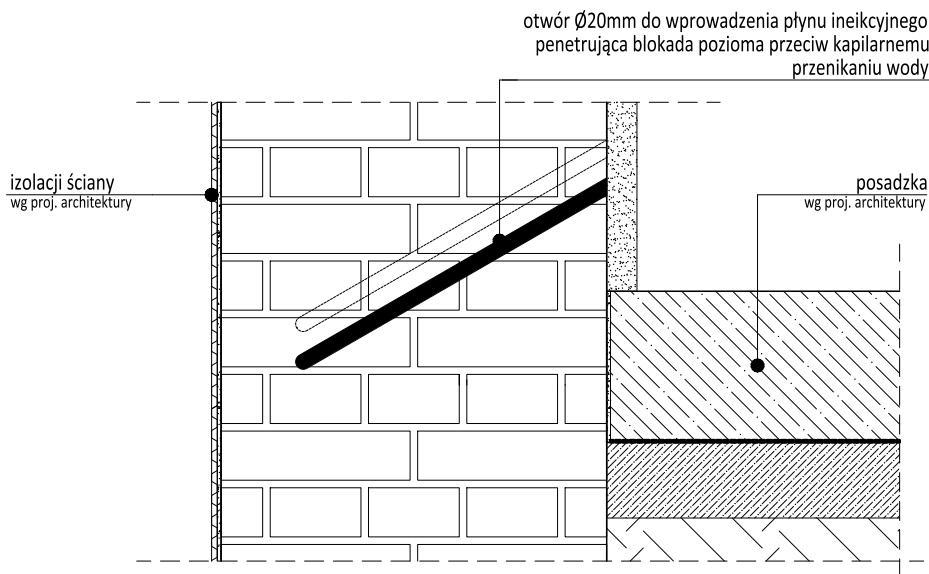 otwór Ø20mm do wprowadzenia płynu ineikcyjnego
penetrująca blokada pozioma przeciw kapilarnemu
przenikaniu wody
izolacji ściany
wg proj. architektury
posadzka
wg proj. architektury